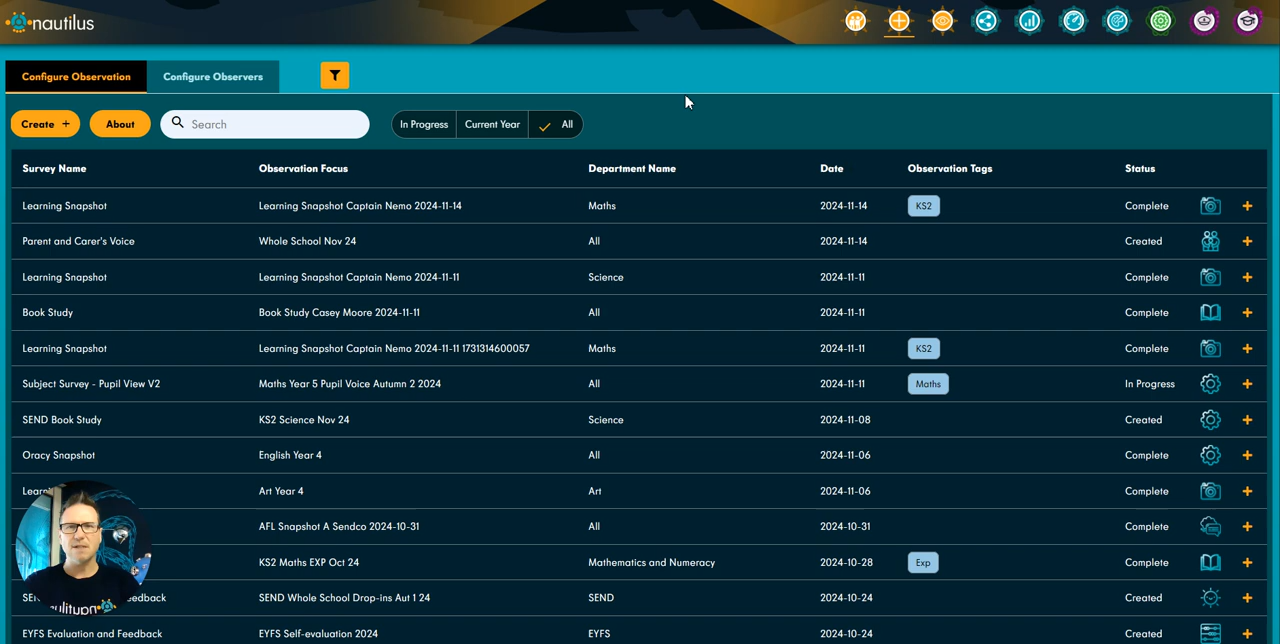 nautilus
Configure Observation Configure Observers
Create + About Search In Progress Current Year All
Survey Name Observation Focus Department Name Date Observation Tags Status
Learning Snapshot Learning Snapshot Captain Nemo 2024-11-14 Maths 2024-11-14 KS2 Complete +
Parent and Carer's Voice Whole School Nov 24 All 2024-11-14 Created +
Learning Snapshot Learning Snapshot Captain Nemo 2024-11-11 Science 2024-11-11 Complete +
Book Study Book Study Casey Moore 2024-11-11 All 2024-11-11 Complete +
Learning Snapshot Learning Snapshot Captain Nemo 2024-11-11 1731314600057 Maths 2024-11-11 KS2 Complete +
Subject Survey - Pupil View V2 Maths Year 5 Pupil Voice Autumn 2 2024 All 2024-11-11 Maths In Progress +
SEND Book Study KS2 Science Nov 24 Science 2024-11-08 Created +
Oracy Snapshot English Year 4 All 2024-11-06 Complete +
Art Year 4 Art 2024-11-06 Complete +
AFL Snapshot A Sendco 2024-10-31 All 2024-10-31 Complete +
KS2 Maths EXP Oct 24 Mathematics and Numeracy 2024-10-28 Exp Complete +
SEND Whole School Drop-ins Aut 1 24 SEND 2024-10-24 Created +
EYFS Evaluation and Feedback EYFS Self-evaluation 2024 EYFS 2024-10-24 Created +
nautilus